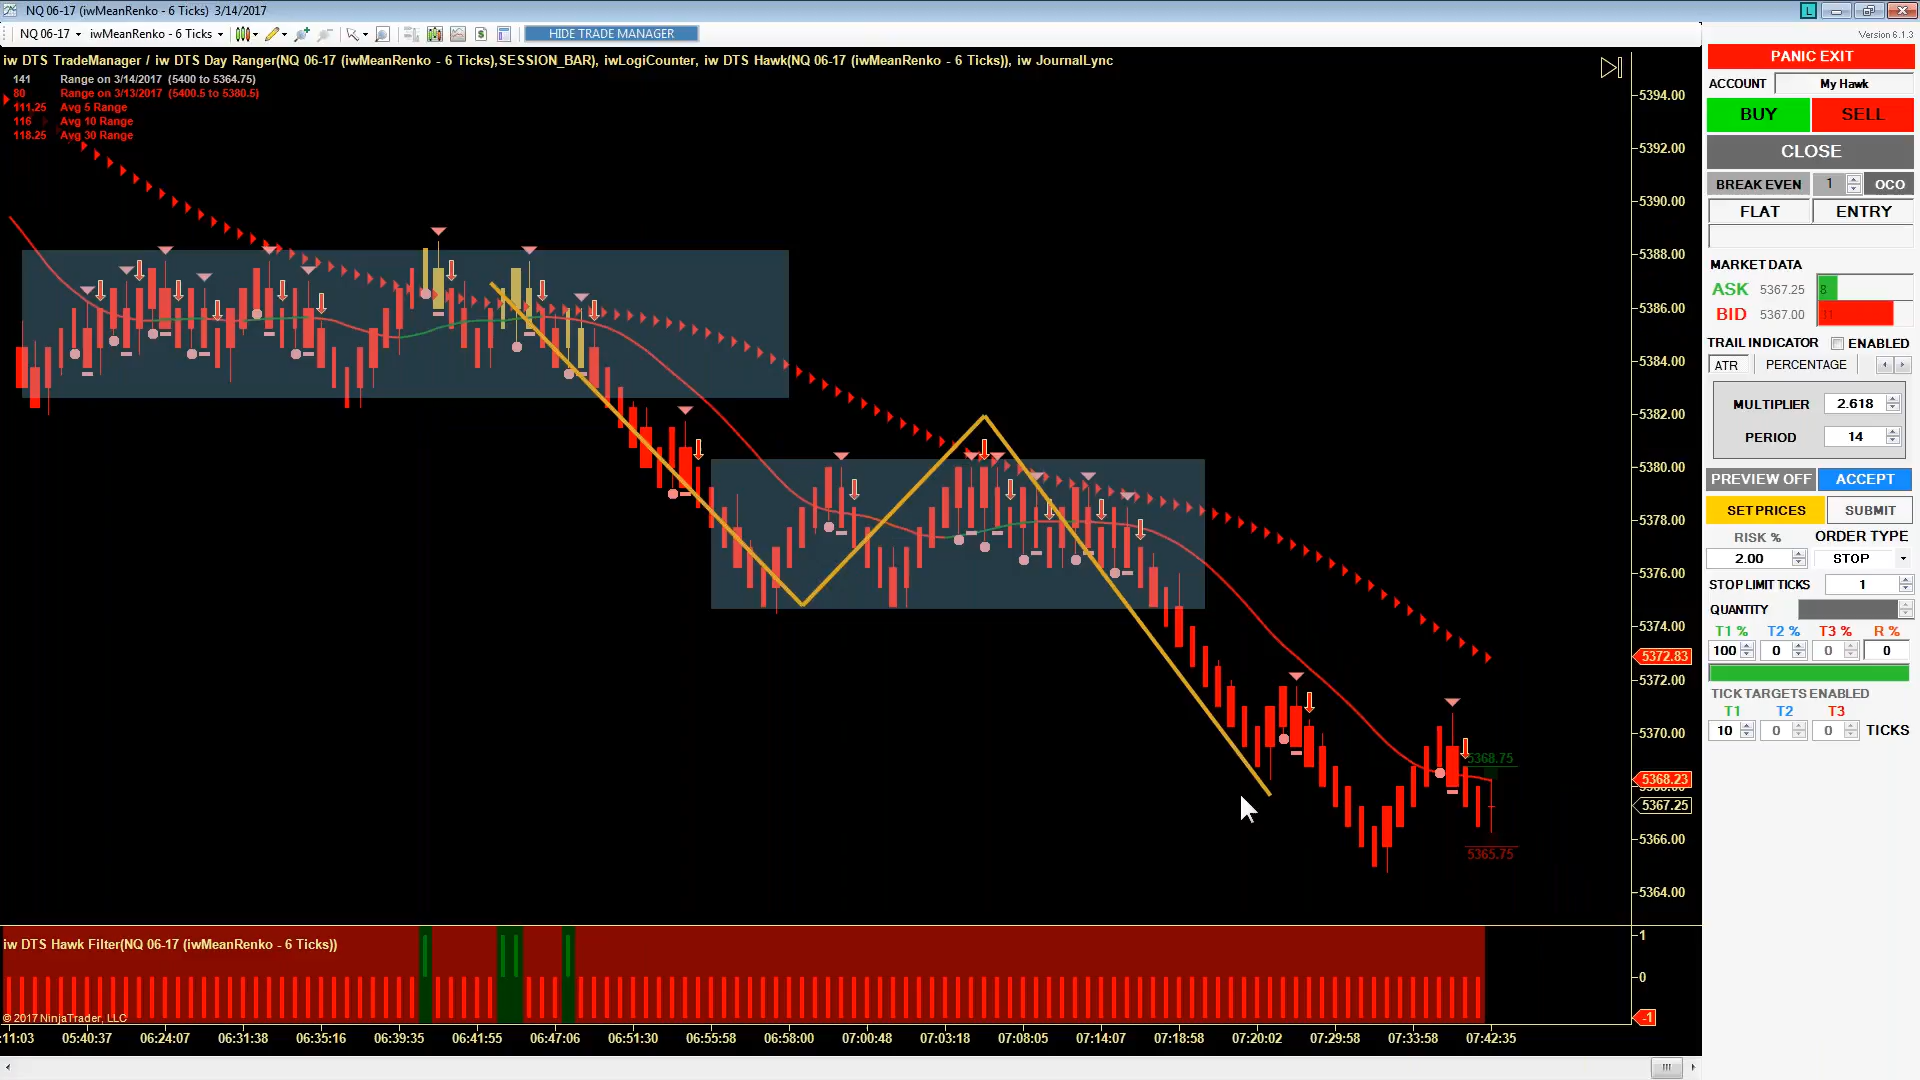 NQ 06-17 (iwMeanRenko - 6 Ticks) 3/14/2017
L
NQ 06-17 iwMeanRenko - 6 Ticks HIDE TRADE MANAGER
Version 6.1.3
iw DTS TradeManager / iw DTS Day Ranger(NQ 06-17 (iwMeanRenko - 6 Ticks),SESSION_BAR), iwLogiCounter, iw DTS Hawk(NQ 06-17 (iwMeanRenko - 6 Ticks)), iw JournalLync
141 Range on 3/14/2017 (5400 to 5364.75)
80 Range on 3/13/2017 (5400.5 to 5380.5)
111.25 Avg 5 Range
116 Avg 10 Range
118.25 Avg 30 Range
5394.00
5392.00
5390.00
5388.00
5386.00
5384.00
5382.00
5380.00
5378.00
5376.00
5374.00
5372.83
5372.00
5370.00
5368.75
5368.23
5367.25
5366.00
5365.75
5364.00
iw DTS Hawk Filter(NQ 06-17 (iwMeanRenko - 6 Ticks))
1
0
-1
© 2017 NinjaTrader, LLC
:11:03 05:40:37 06:24:07 06:31:38 06:35:16 06:39:35 06:41:55 06:47:06 06:51:30 06:55:58 06:58:00 07:00:48 07:03:18 07:08:05 07:14:07 07:18:58 07:20:02 07:29:58 07:33:58 07:42:35
PANIC EXIT
ACCOUNT My Hawk
BUY SELL
CLOSE
BREAK EVEN 1 OCO
FLAT ENTRY
MARKET DATA
ASK 5367.25 8
BID 5367.00 31
TRAIL INDICATOR ENABLED
ATR PERCENTAGE
MULTIPLIER 2.618
PERIOD 14
PREVIEW OFF ACCEPT
SET PRICES SUBMIT
RISK % ORDER TYPE
2.00 STOP
STOP LIMIT TICKS 1
QUANTITY
T1 % T2 % T3 % R %
100 0 0 0
TICK TARGETS ENABLED
T1 T2 T3
10 0 0 TICKS